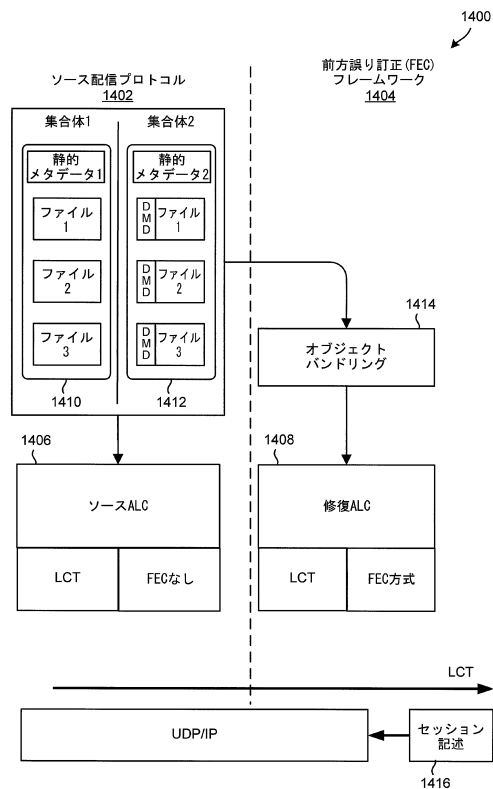 1400
ソース配信プロトコル
1402
前方誤り訂正(FEC)
フレームワーク
1404
集合体1
集合体2
静的
メタデータ1
ファイル
1
ファイル
2
ファイル
3
1410
静的
メタデータ2
DMD
ファイル
1
DMD
ファイル
2
DMD
ファイル
3
1412
1414
オブジェクト
バンドリング
1406
ソースALC
LCT
FECなし
1408
修復ALC
LCT
FEC方式
LCT
UDP/IP
セッション
記述
1416